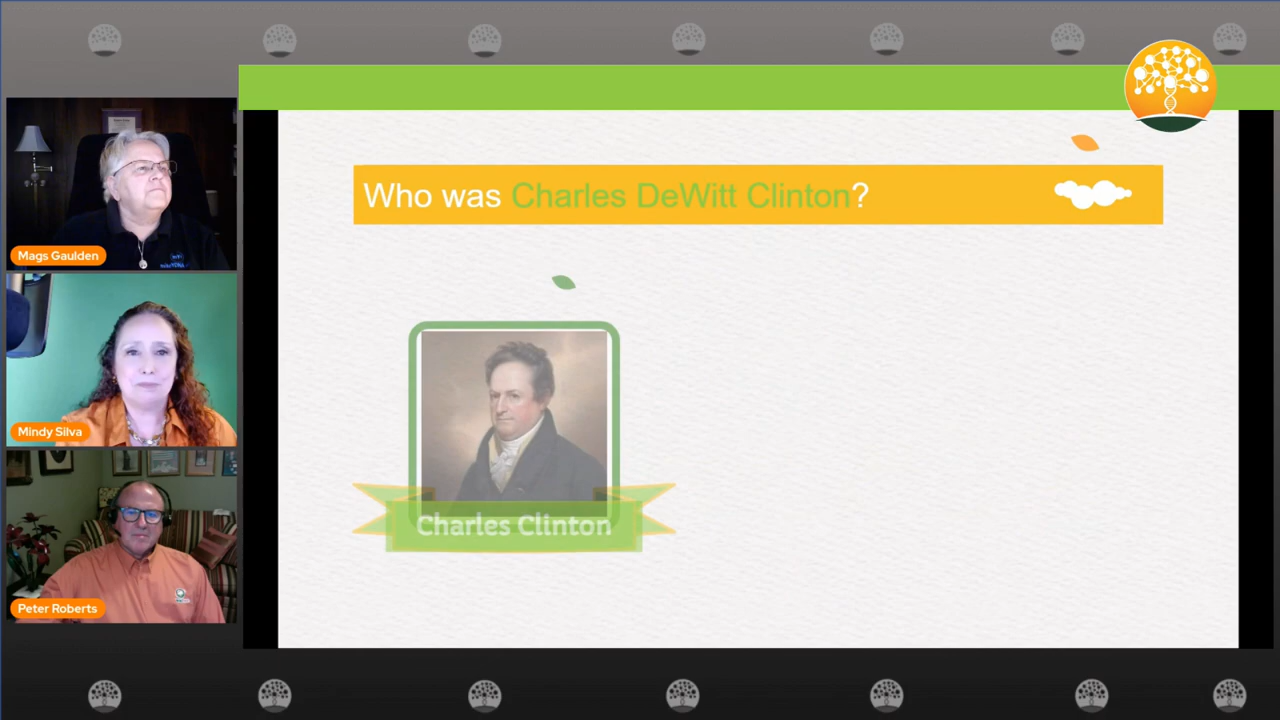 Who was Charles DeWitt Clinton?
Mags Gaulden
Mindy Silva
Charles Clinton
Peter Roberts